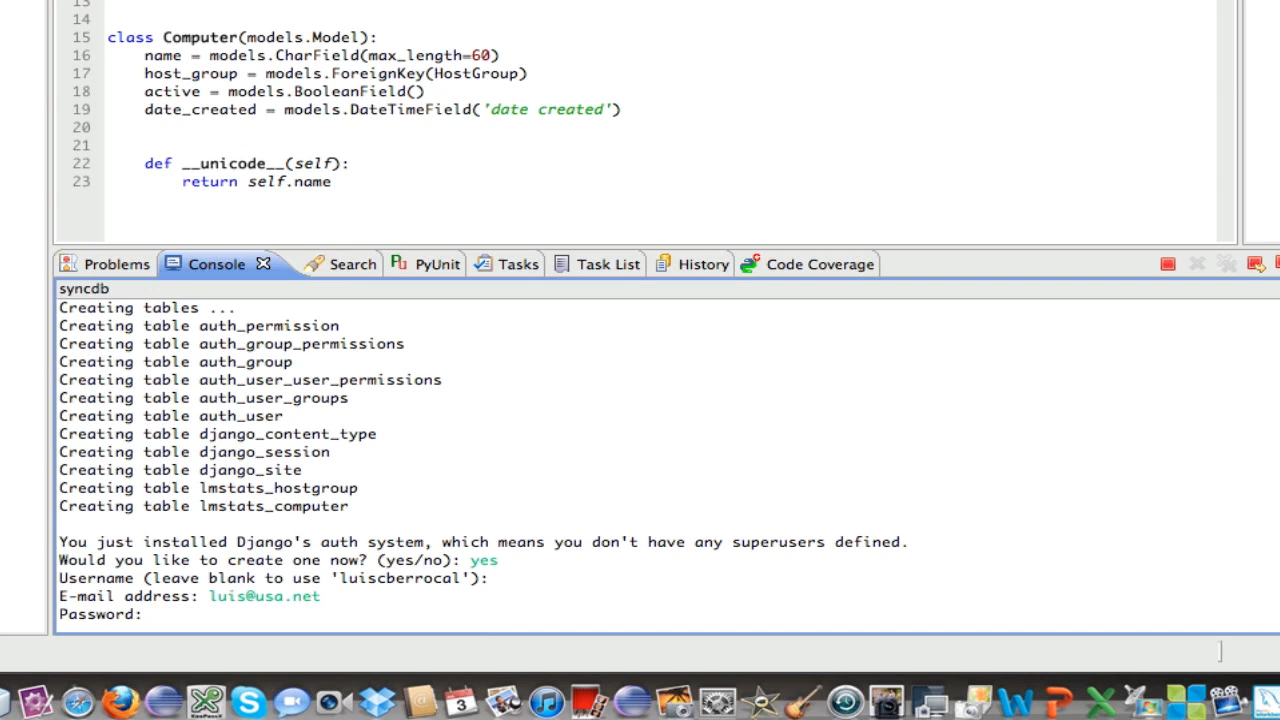 13
14
15 class Computer(models.Model):
16 name = models.CharField(max_length=60)
17 host_group = models.ForeignKey(HostGroup)
18 active = models.BooleanField()
19 date_created = models.DateTimeField('date created')
20
21
22 def __unicode__(self):
23 return self.name
Problems Console Search PyUnit Tasks Task List History Code Coverage
syncdb
Creating tables ...
Creating table auth_permission
Creating table auth_group_permissions
Creating table auth_group
Creating table auth_user_user_permissions
Creating table auth_user_groups
Creating table auth_user
Creating table django_content_type
Creating table django_session
Creating table django_site
Creating table lmstats_hostgroup
Creating table lmstats_computer
You just installed Django's auth system, which means you don't have any superusers defined.
Would you like to create one now? (yes/no): yes
Username (leave blank to use 'luiscberrocal'):
E-mail address: luis@usa.net
Password:
3